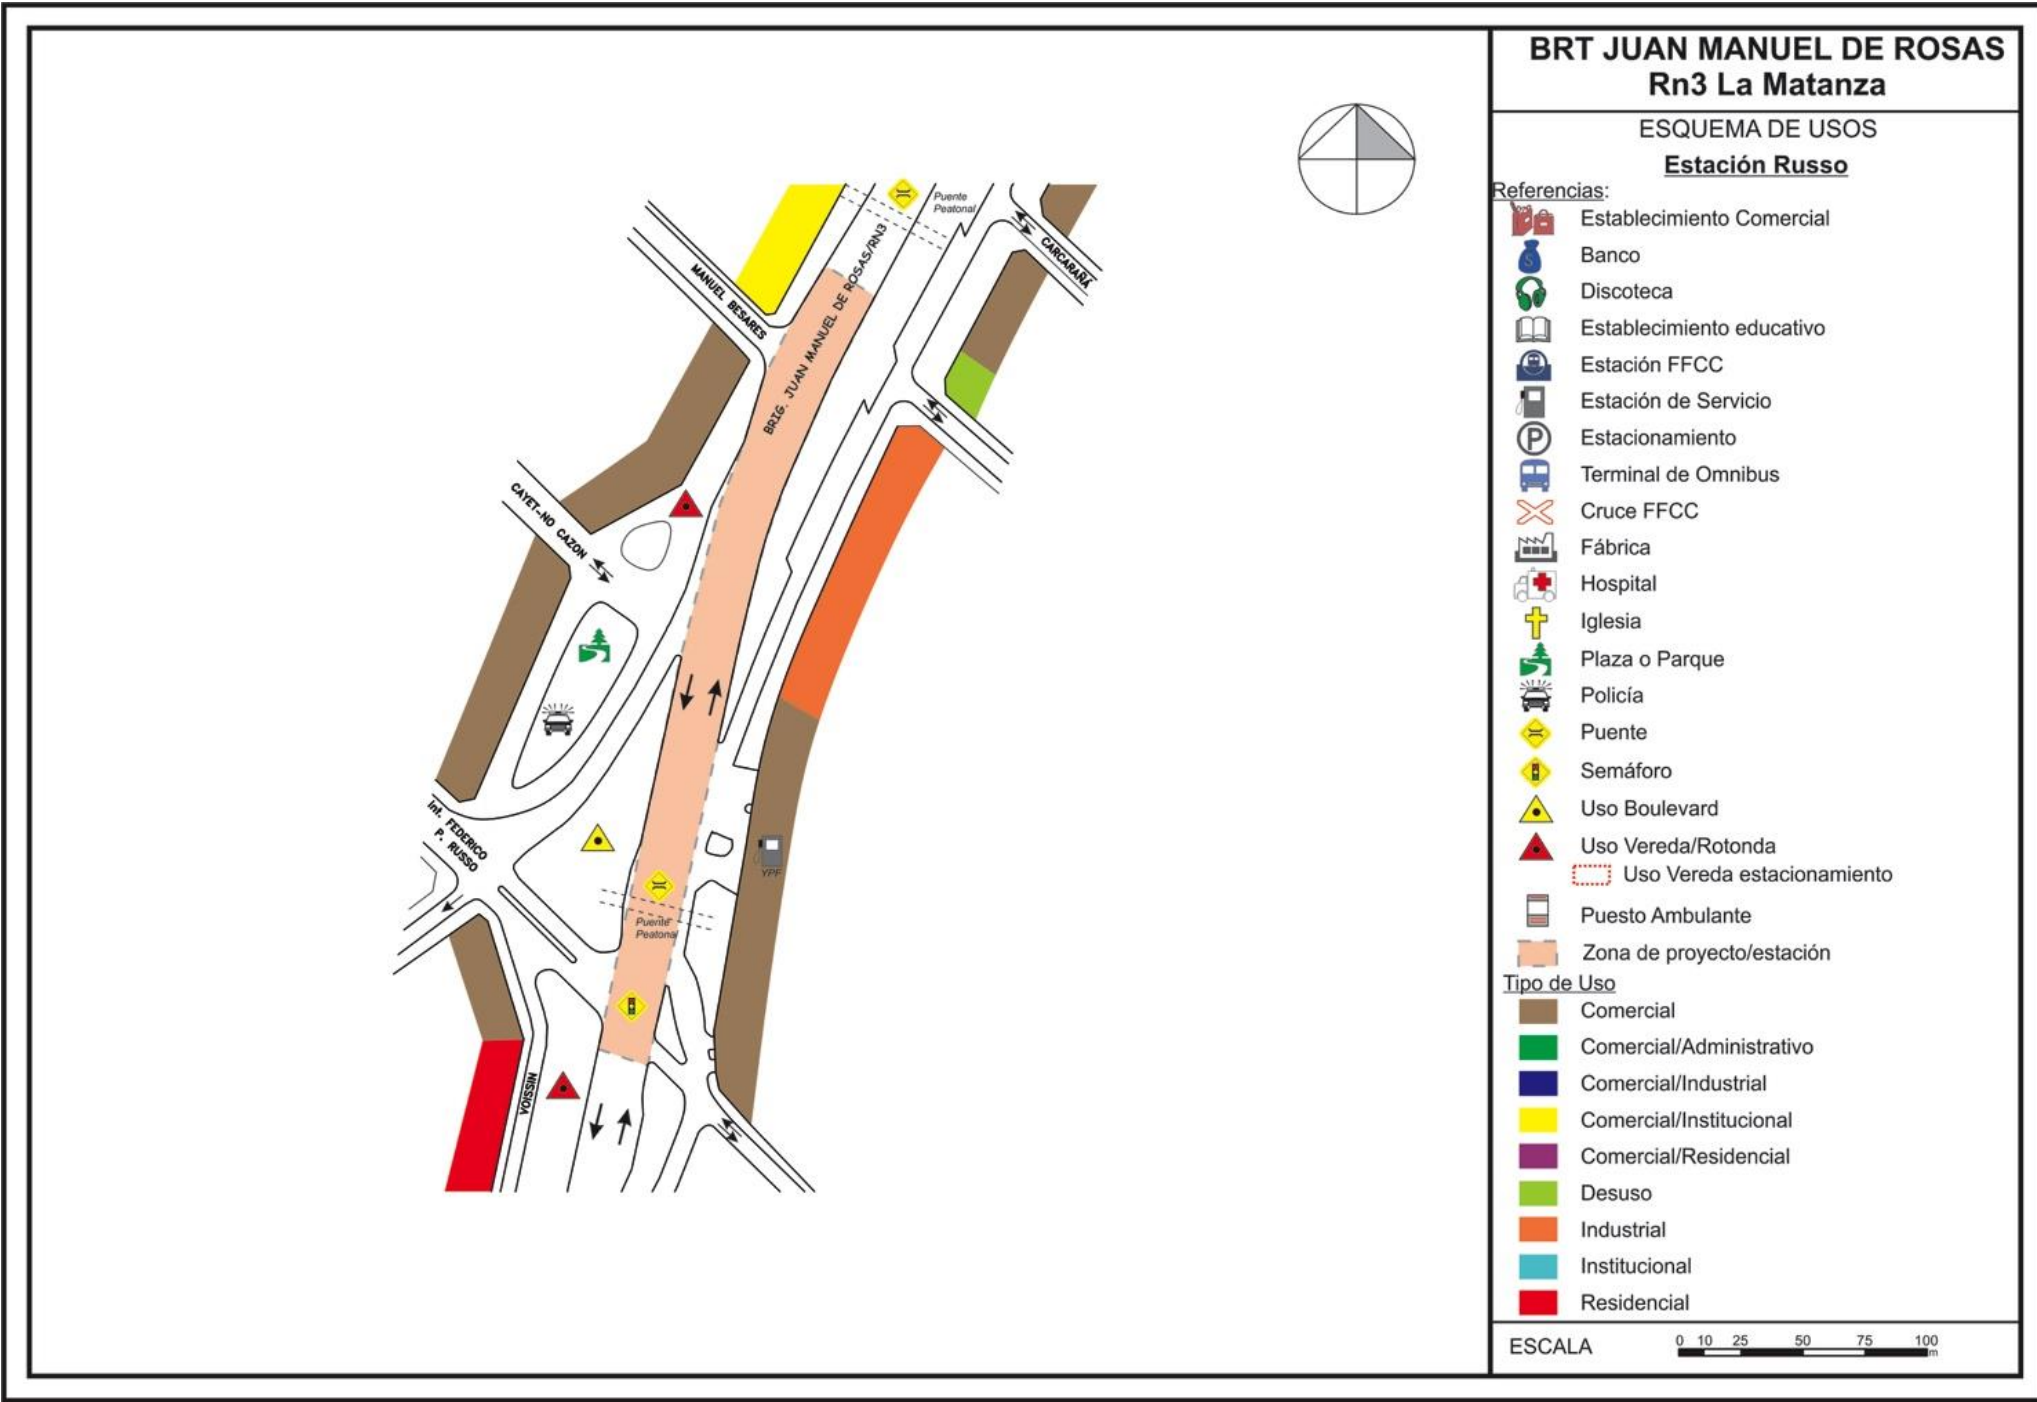 BRT JUAN MANUEL DE ROSAS
Rn3 La Matanza
ESQUEMA DE USOS
Estación Russo
Referencias:
Establecimiento Comercial
Banco
Discoteca
Establecimiento educativo
Estación FFCC
Estación de Servicio
P
Estacionamiento
Terminal de Omnibus
Cruce FFCC
Fábrica
Hospital
Iglesia
Plaza o Parque
Policía
Puente
Semáforo
Uso Boulevard
Uso Vereda/Rotonda
Uso Vereda estacionamiento
Puesto Ambulante
Zona de proyecto/estación
Tipo de Uso
Comercial
Comercial/Administrativo
Comercial/Industrial
Comercial/Institucional
Comercial/Residencial
Desuso
Industrial
Institucional
Residencial
ESCALA
0 10 25 50 75 100
m
Puente
Peatonal
CARCARAÑÁ
MANUEL BESARES
BRIG. JUAN MANUEL DE ROSAS/RN3
CAYET-NO CAZON
Int. FEDERICO
P. RUSSO
YPF
Puente
Peatonal
VOISSIN